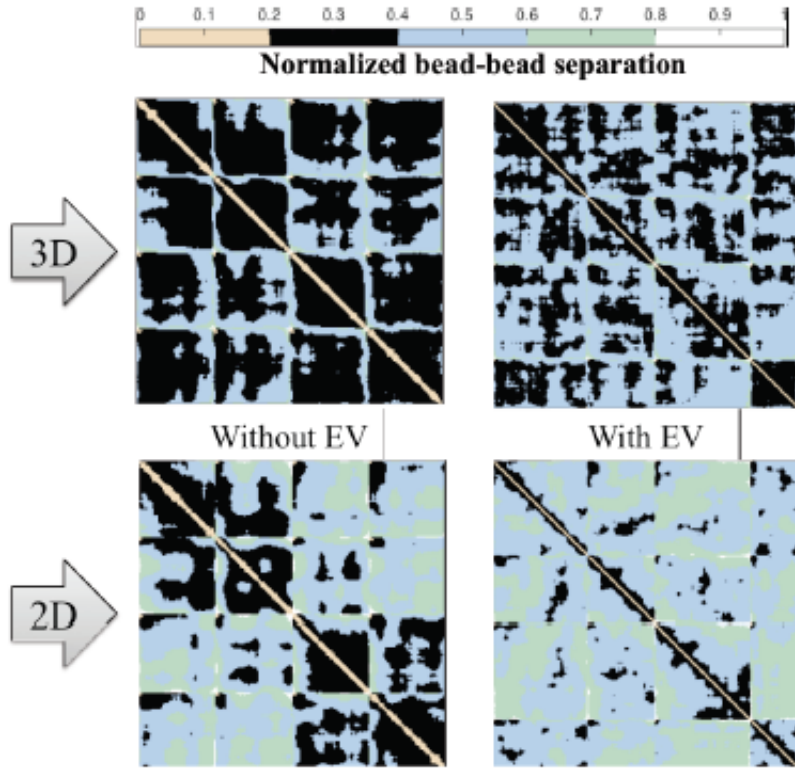 0 0.1 0.2 0.3 0.4 0.5 0.6 0.7 0.8 0.9 1
Normalized bead-bead separation
3D
Without EV With EV
2D